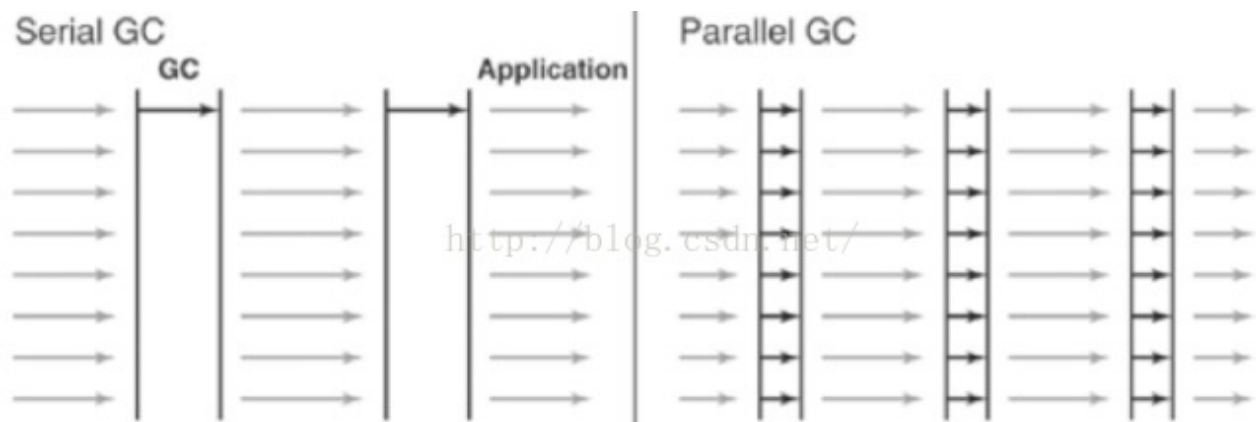 Serial GC
GC
Application
Parallel GC
http://blog.csdn.net/